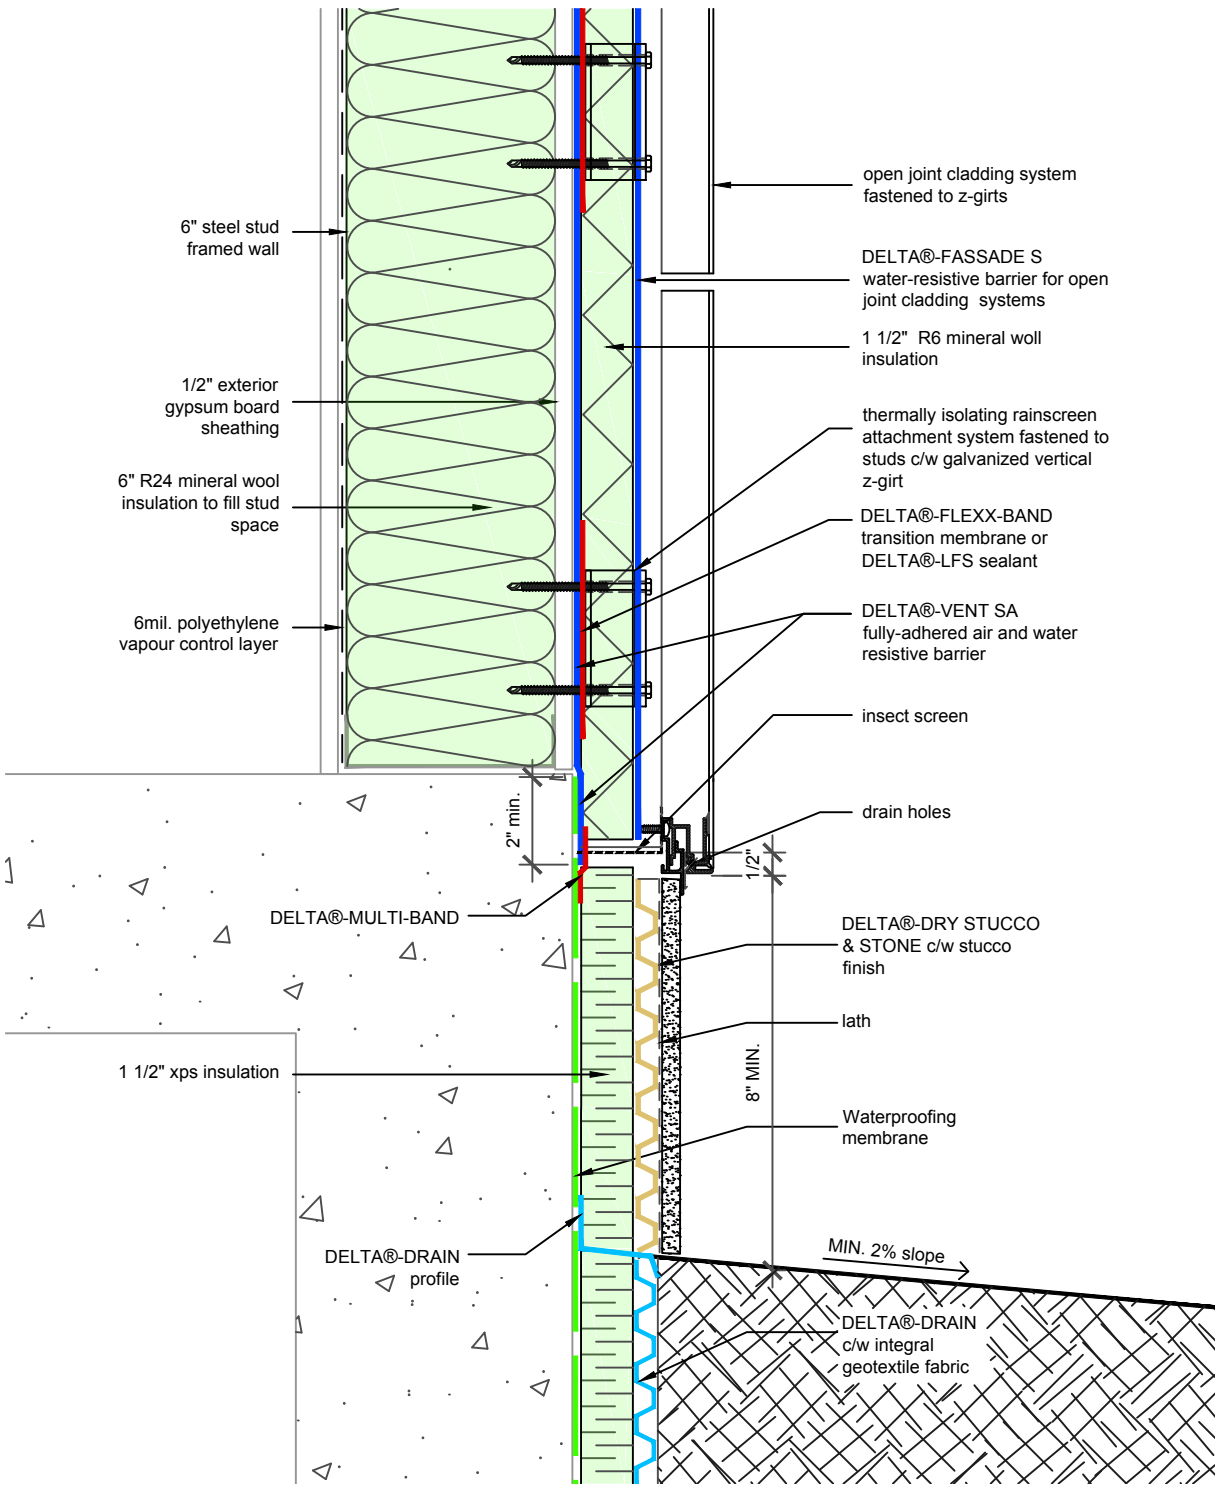 6" steel stud
framed wall
1/2" exterior
gypsum board
sheathing
6" R24 mineral wool
insulation to fill stud
space
6mil. polyethylene
vapour control layer
open joint cladding system
fastened to z-girts
DELTA®-FASSADE S
water-resistive barrier for open
joint cladding systems
1 1/2" R6 mineral woll
insulation
thermally isolating rainscreen
attachment system fastened to
studs c/w galvanized vertical
z-girt
DELTA®-FLEXX-BAND
transition membrane or
DELTA®-LFS sealant
DELTA®-VENT SA
fully-adhered air and water
resistive barrier
insect screen
drain holes
2" min.
1/2"
DELTA®-MULTI-BAND
DELTA®-DRY STUCCO
& STONE c/w stucco
finish
lath
8" MIN.
1 1/2" xps insulation
Waterproofing
membrane
DELTA®-DRAIN
profile
MIN. 2% slope
DELTA®-DRAIN
c/w integral
geotextile fabric